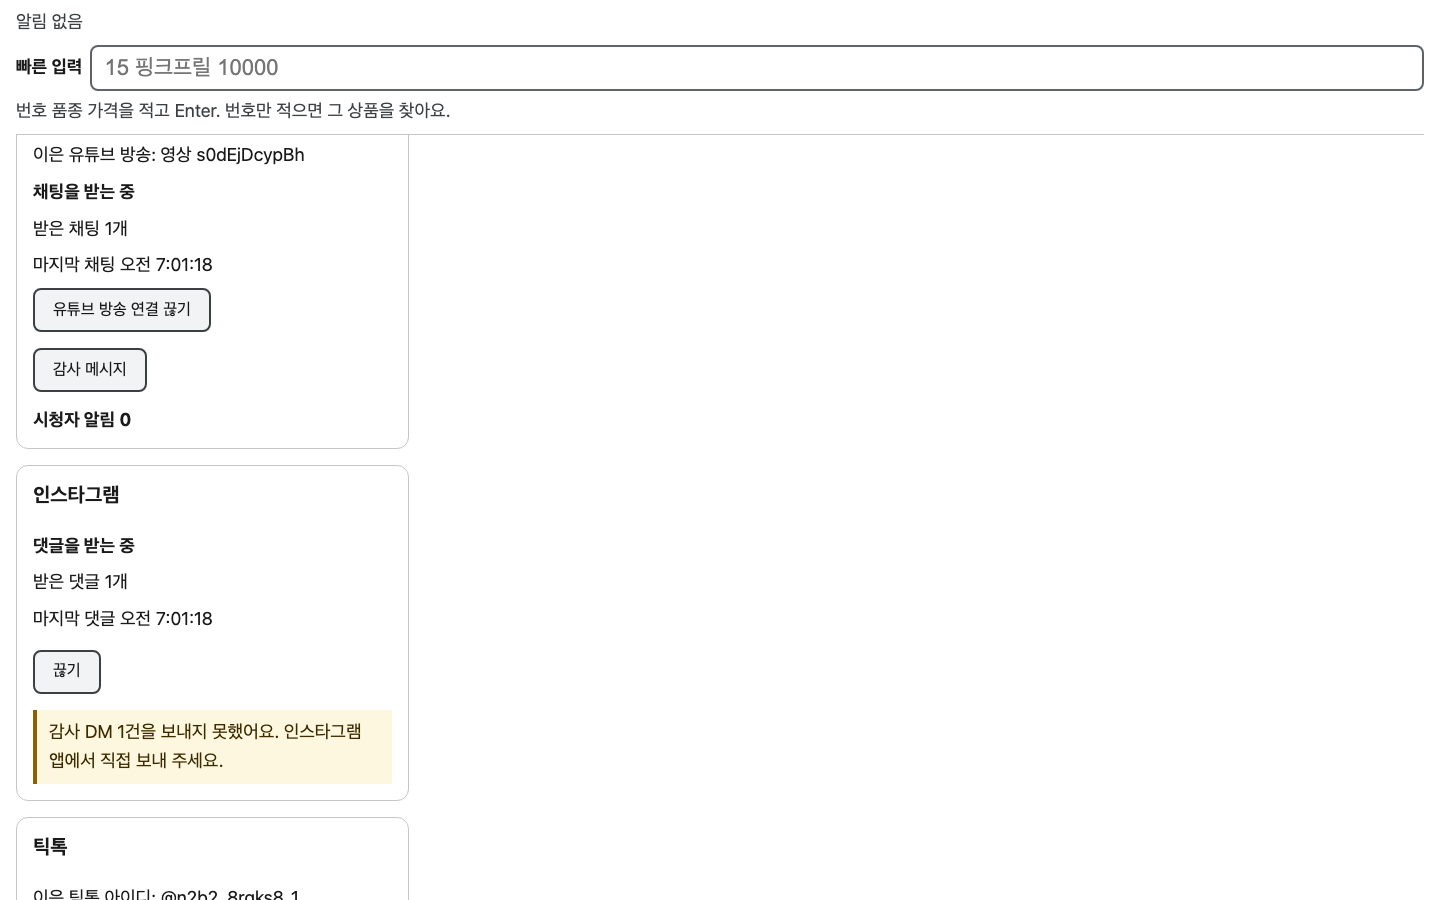 알림 없음
빠른 입력 15 핑크프릴 10000
번호 품종 가격을 적고 Enter. 번호만 적으면 그 상품을 찾아요.
이은 유튜브 방송: 영상 s0dEjDcypBh
채팅을 받는 중
받은 채팅 1개
마지막 채팅 오전 7:01:18
유튜브 방송 연결 끊기
감사 메시지
시청자 알림 0
인스타그램
댓글을 받는 중
받은 댓글 1개
마지막 댓글 오전 7:01:18
끊기
감사 DM 1건을 보내지 못했어요. 인스타그램
앱에서 직접 보내 주세요.
틱톡
이은 틱톡 아이디: